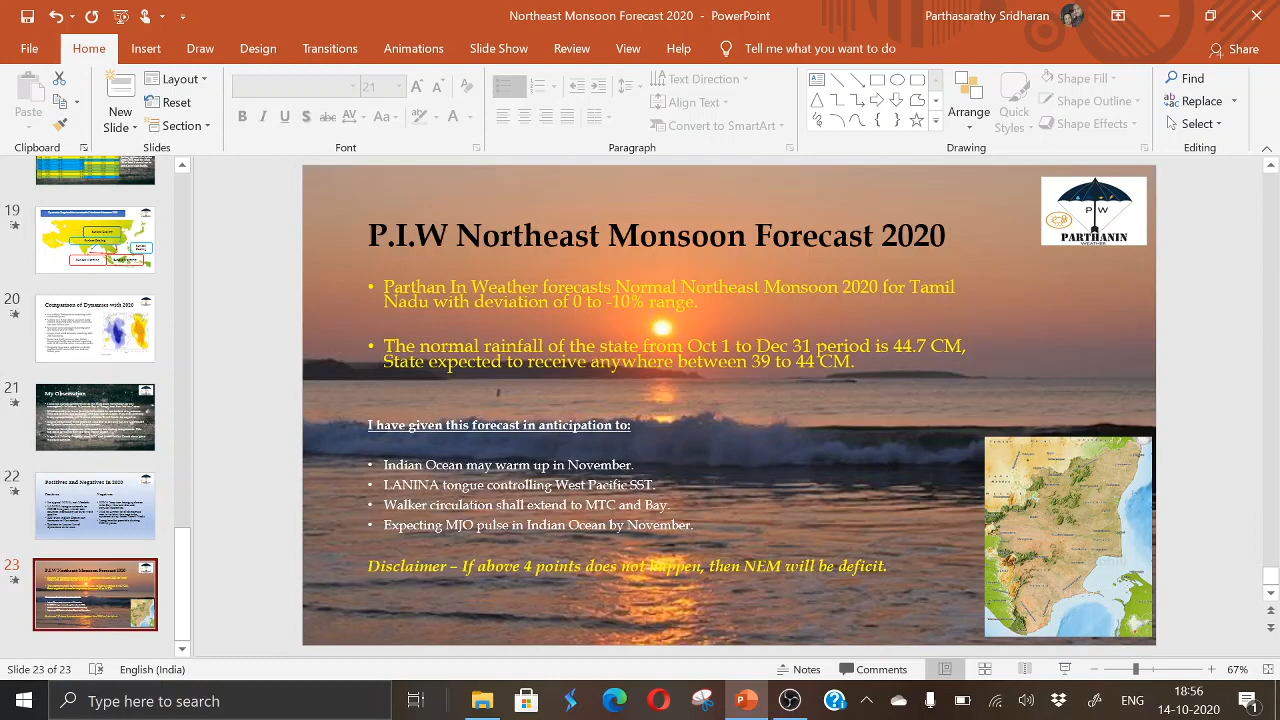 Northeast Monsoon Forecast 2020 - PowerPoint
Parthasarathy Sridharan
File Home Insert Draw Design Transitions Animations Slide Show Review View Help Tell me what you want to do Share
Paste
Clipboard
New Slide
Layout
Reset
Section
Slides
21
Font
Text Direction
Align Text
Convert to SmartArt
Paragraph
Arrange
Quick Styles
Shape Fill
Shape Outline
Shape Effects
Drawing
Find
Replace
Select
Editing
19
20
Comparison of Dynamics with 2020
21
My Observation
22
Positives and Negatives in 2020
23
P.I.W Northeast Monsoon Forecast 2020
P.I.W Northeast Monsoon Forecast 2020
P W
PARTHANIN
WEATHER
• Parthan In Weather forecasts Normal Northeast Monsoon 2020 for Tamil
Nadu with deviation of 0 to -10% range.
• The normal rainfall of the state from Oct 1 to Dec 31 period is 44.7 CM,
State expected to receive anywhere between 39 to 44 CM.
I have given this forecast in anticipation to:
• Indian Ocean may warm up in November.
• LANINA tongue controlling West Pacific SST.
• Walker circulation shall extend to MTC and Bay.
• Expecting MJO pulse in Indian Ocean by November.
Disclaimer – If above 4 points does not happen, then NEM will be deficit.
Slide 23 of 23
English (India)
Notes
Comments
67%
Type here to search
ENG
18:56
14-10-2020
1